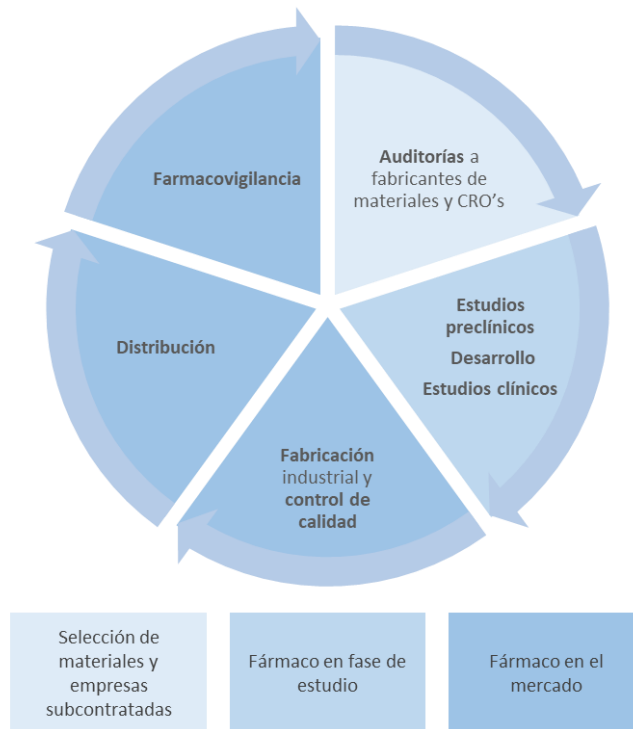 Auditorías a
fabricantes de
materiales y CRO's
Estudios
preclínicos
Desarrollo
Estudios clínicos
Fabricación
industrial y
control de
calidad
Distribución
Farmacovigilancia
Selección de
materiales y
empresas
subcontratadas
Fármaco en fase de
estudio
Fármaco en el
mercado